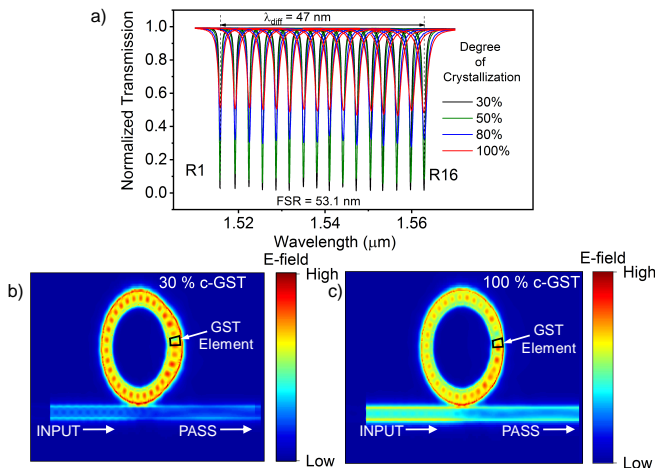 a)
λdiff = 47 nm
Normalized Transmission
1.0
0.8
0.6
0.4
0.2
0.0
Degree
of
Crystallization
30%
50%
80%
100%
R1
R16
FSR = 53.1 nm
1.52
1.54
1.56
Wavelength (μm)
b)
30 % c-GST
GST
Element
INPUT
PASS
E-field
High
Low
c)
100 % c-GST
GST
Element
INPUT
PASS
E-field
High
Low